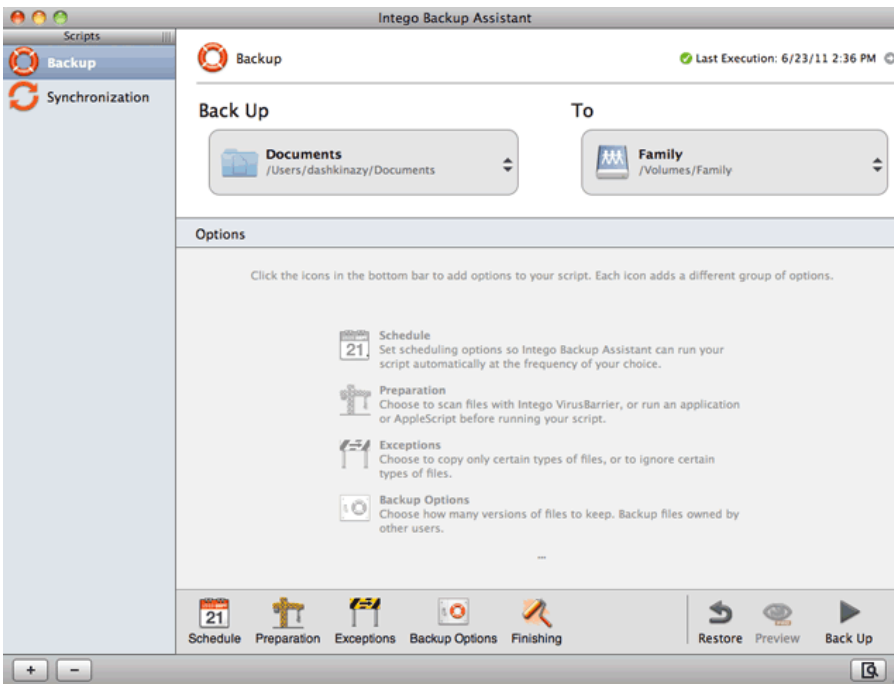 Intego Backup Assistant
Scripts
Backup
Synchronization
Backup
Last Execution: 6/23/11 2:36 PM
Back Up
To
Documents
/Users/dashkinazy/Documents
Family
/Volumes/Family
Options
Click the icons in the bottom bar to add options to your script. Each icon adds a different group of options.
21
Schedule
Set scheduling options so Intego Backup Assistant can run your
script automatically at the frequency of your choice.
Preparation
Choose to scan files with Intego VirusBarrier, or run an application
or AppleScript before running your script.
Exceptions
Choose to copy only certain types of files, or to ignore certain
types of files.
Backup Options
Choose how many versions of files to keep. Backup files owned by
other users.
...
21
Schedule
Preparation
Exceptions
Backup Options
Finishing
Restore
Preview
Back Up
+
-